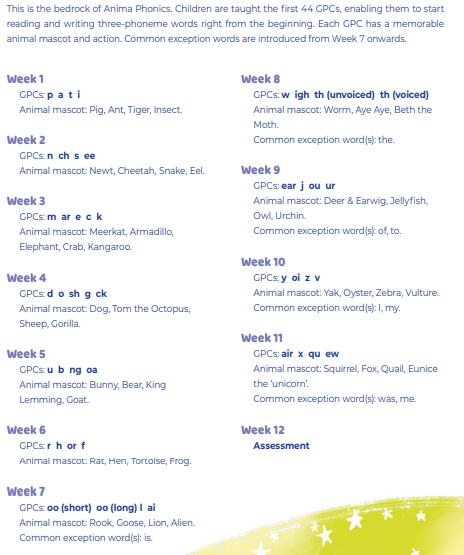 This is the bedrock of Anima Phonics. Children are taught the first 44 GPCs, enabling them to start
reading and writing three-phoneme words right from the beginning. Each GPC has a memorable
animal mascot and action. Common exception words are introduced from Week 7 onwards.
Week 1
GPCs: p a t i
Animal mascot: Pig, Ant, Tiger, Insect.
Week 2
GPCs: n ch s ee
Animal mascot: Newt, Cheetah, Snake, Eel.
Week 3
GPCs: m ar e c k
Animal mascot: Meerkat, Armadillo,
Elephant, Crab, Kangaroo.
Week 4
GPCs: d o sh g ck
Animal mascot: Dog, Tom the Octopus,
Sheep, Gorilla.
Week 5
GPCs: u b ng oa
Animal mascot: Bunny, Bear, King
Lemming, Goat.
Week 6
GPCs: r h or f
Animal mascot: Rat, Hen, Tortoise, Frog.
Week 7
GPCs: oo (short) oo (long) l ai
Animal mascot: Rook, Goose, Lion, Alien.
Common exception word(s): is.
Week 8
GPCs: w igh th (unvoiced) th (voiced)
Animal mascot: Worm, Aye Aye, Beth the
Moth.
Common exception word(s): the.
Week 9
GPCs: ear j ou ur
Animal mascot: Deer & Earwig, Jellyfish,
Owl, Urchin.
Common exception word(s): of, to.
Week 10
GPCs: y oi z v
Animal mascot: Yak, Oyster, Zebra, Vulture.
Common exception word(s): I, my.
Week 11
GPCs: air x qu ew
Animal mascot: Squirrel, Fox, Quail, Eunice
the ‘unicorn’.
Common exception word(s): was, me.
Week 12
Assessment